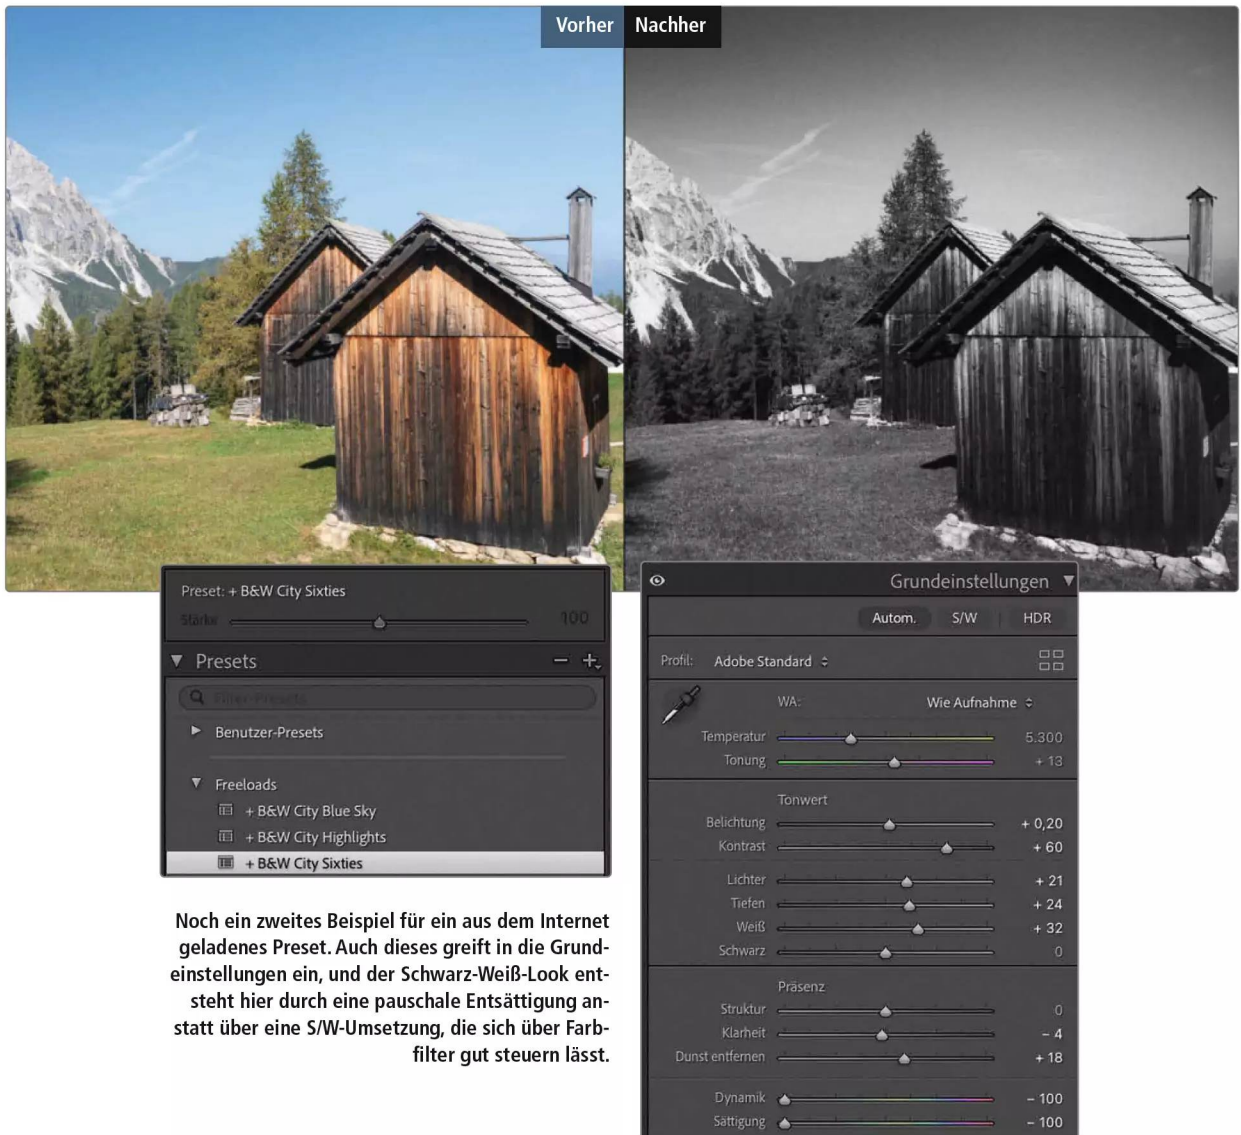 Vorher Nachher
Preset: + B&W City Sixties
Stärke 100
Presets
Filter-Presets
Benutzer-Presets
Freeloads
+ B&W City Blue Sky
+ B&W City Highlights
+ B&W City Sixties
Noch ein zweites Beispiel für ein aus dem Internet
geladenes Preset. Auch dieses greift in die Grund-
einstellungen ein, und der Schwarz-Weiß-Look ent-
steht hier durch eine pauschale Entsättigung an-
statt über eine S/W-Umsetzung, die sich über Farb-
filter gut steuern lässt.
Grundeinstellungen
Autom. S/W HDR
Profil: Adobe Standard
WA: Wie Aufnahme
Temperatur 5.300
Tonung + 13
Tonwert
Belichtung + 0,20
Kontrast + 60
Lichter + 21
Tiefen + 24
Weiß + 32
Schwarz 0
Präsenz
Struktur 0
Klarheit – 4
Dunst entfernen + 18
Dynamik – 100
Sättigung – 100